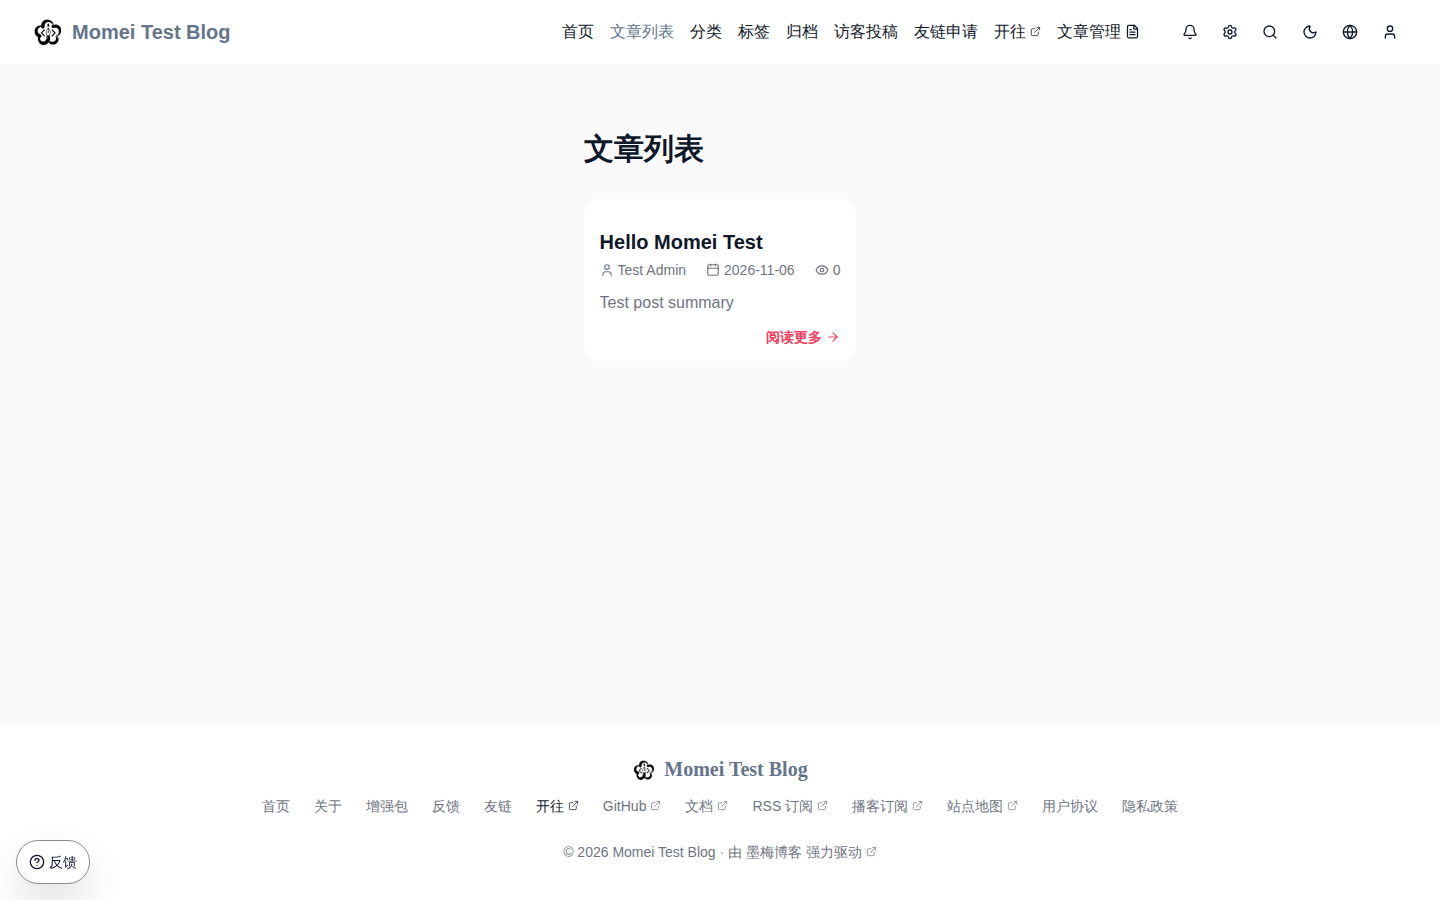 Momei Test Blog
首页 文章列表 分类 标签 归档 访客投稿 友链申请 开往 文章管理
文章列表
Hello Momei Test
Test Admin 2026-11-06 0
Test post summary
阅读更多
Momei Test Blog
首页 关于 增强包 反馈 友链 开往 GitHub 文档 RSS 订阅 播客订阅 站点地图 用户协议 隐私政策
© 2026 Momei Test Blog · 由 墨梅博客 强力驱动
反馈